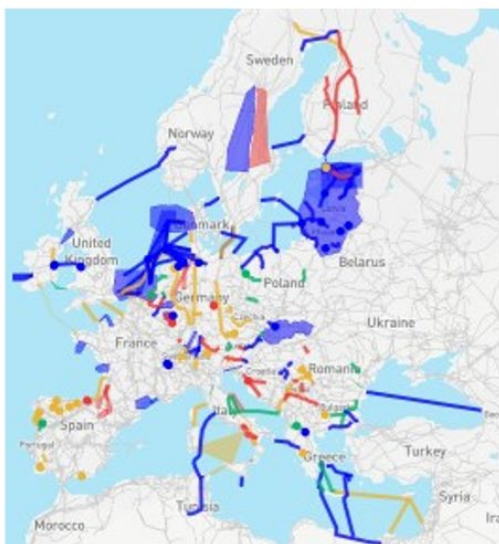 Sweden
Finland
Norway
Denmark
United
Kingdom
Belarus
Poland
Germany
Czechia
Ukraine
France
Croatia
Romania
Italy
Spain
Portugal
Greece
Turkey
Syria
Tunisia
Morocco